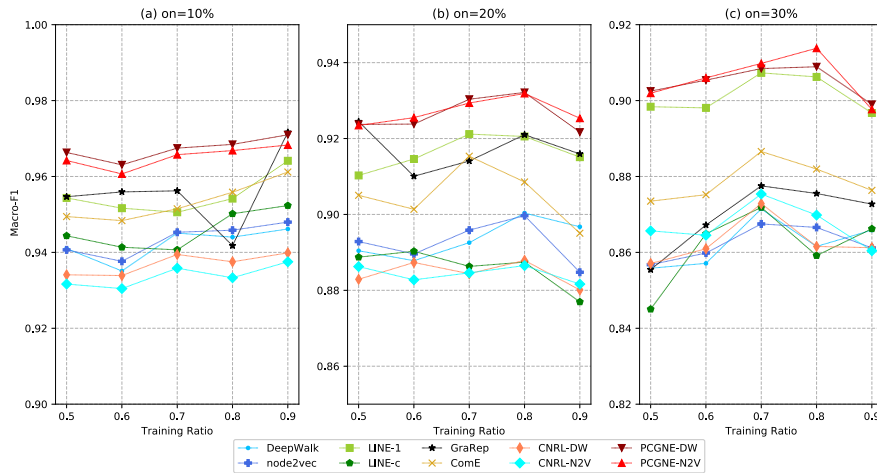 (a) on=10%
(b) on=20%
(c) on=30%
Macro-F1
1.00
0.98
0.96
0.94
0.92
0.90
0.5 0.6 0.7 0.8 0.9
Training Ratio
0.94
0.92
0.90
0.88
0.86
0.5 0.6 0.7 0.8 0.9
Training Ratio
0.92
0.90
0.88
0.86
0.84
0.82
0.5 0.6 0.7 0.8 0.9
Training Ratio
DeepWalk LINE-1 GraRep CNRL-DW PCGNE-DW
node2vec LINE-c ComE CNRL-N2V PCGNE-N2V